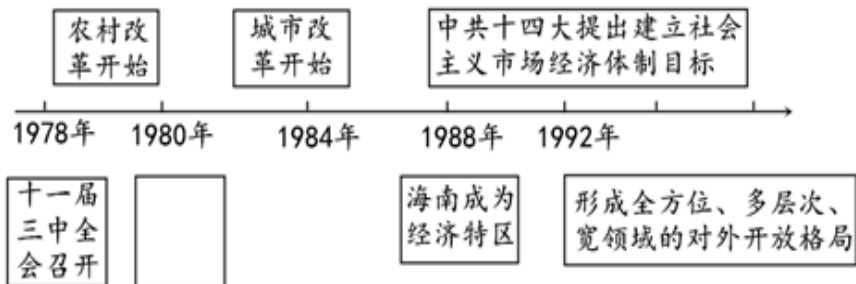 农村改
革开始
城市改
革开始
中共十四大提出建立社会
主义市场经济体制目标
1978年
1980年
1984年
1988年
1992年
十一届
三中全
会召开
海南成为
经济特区
形成全方位、多层次、
宽领域的对外开放格局